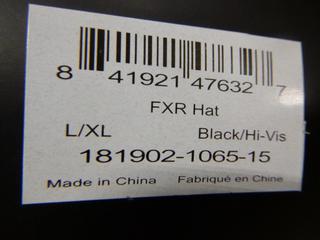 8 41921 47632 7
FXR Hat
L/XL Black/Hi-Vis
181902-1065-15
Made in China Fabriqué en Chine